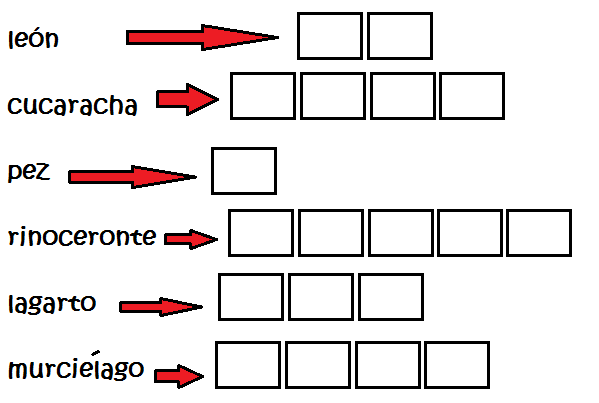 león
cucaracha
pez
rinoceronte
lagarto
murciélago